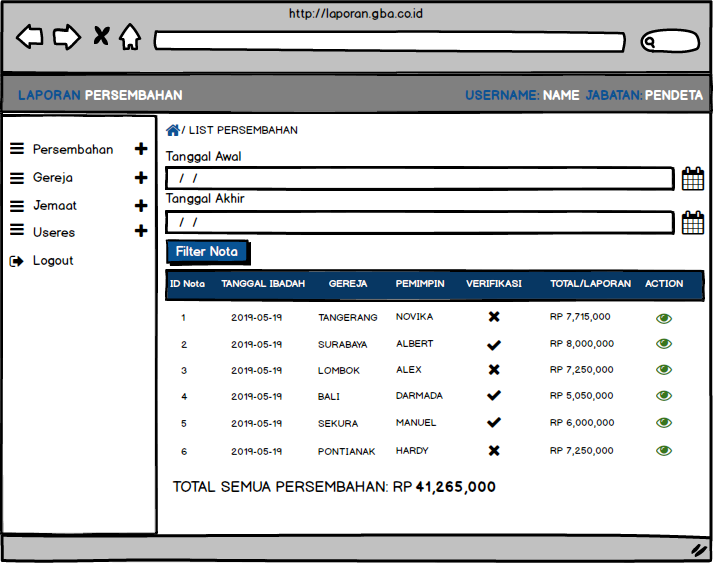 http://laporan.gba.co.id
LAPORAN PERSEMBAHAN USERNAME: NAME JABATAN: PENDETA
Persembahan
Gereja
Jemaat
Useres
Logout
/ LIST PERSEMBAHAN
Tanggal Awal
/ /
Tanggal Akhir
/ /
Filter Nota
ID Nota TANGGAL IBADAH GEREJA PEMIMPIN VERIFIKASI TOTAL/LAPORAN ACTION
1 2019-05-19 TANGERANG NOVIKA RP 7,715,000
2 2019-05-19 SURABAYA ALBERT RP 8,000,000
3 2019-05-19 LOMBOK ALEX RP 7,250,000
4 2019-05-19 BALI DARMADA RP 5,050,000
5 2019-05-19 SEKURA MANUEL RP 6,000,000
6 2019-05-19 PONTIANAK HARDY RP 7,250,000
TOTAL SEMUA PERSEMBAHAN: RP 41,265,000